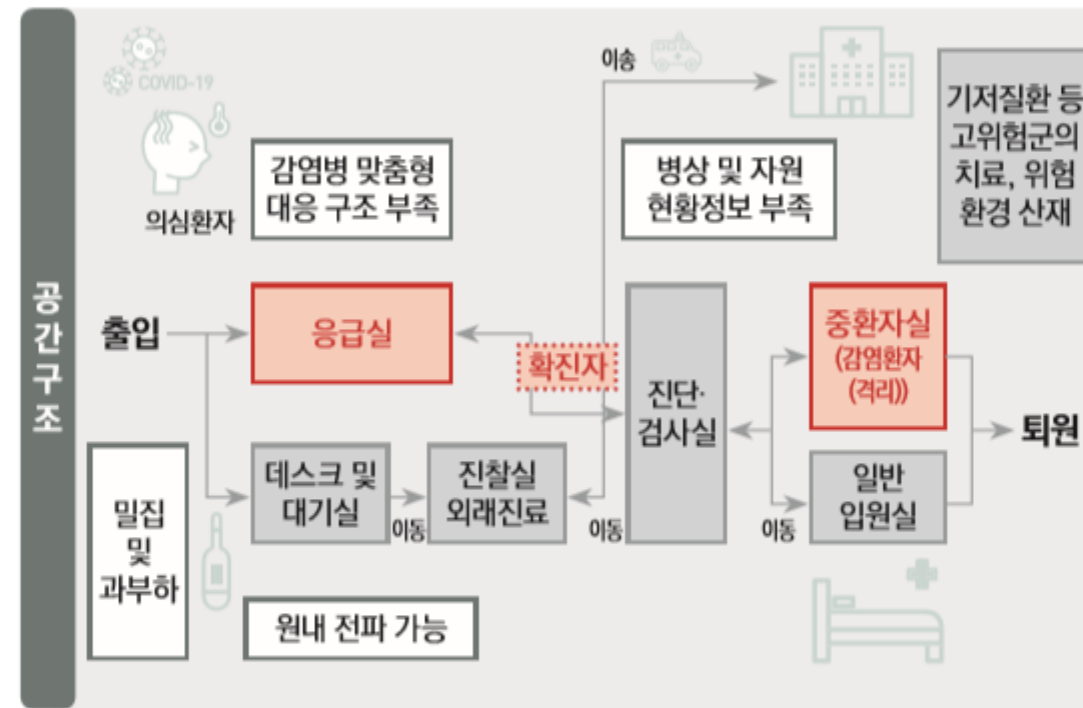 공간구조
COVID-19
의심환자
감염병 맞춤형
대응 구조 부족
이송
병상 및 자원
현황정보 부족
기저질환 등
고위험군의
치료, 위험
환경 산재
출입
응급실
확진자
진단·
검사실
중환자실
(감염환자
(격리))
퇴원
밀집
및
과부하
데스크 및
대기실
이동
진찰실
외래진료
이동
이동
일반
입원실
원내 전파 가능